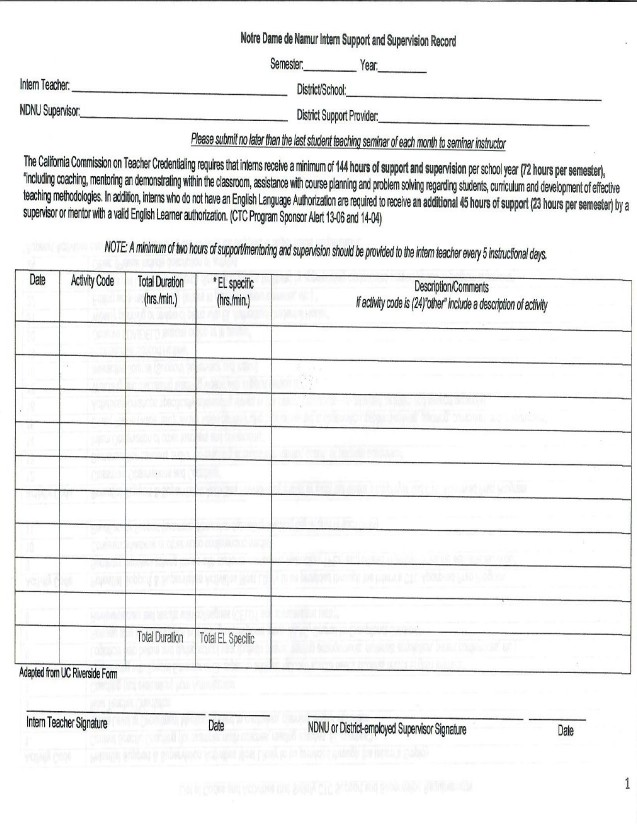 Notre Dame de Namur Intern Support and Supervision Record
Semester:__________ Year:_________
Intern Teacher: ________________________________ District/School:________________________________
NDNU Supervisor:________________________________ District Support Provider:___________________________
Please submit no later than the last student teaching seminar of each month to seminar instructor
The California Commission on Teacher Credentialing requires that interns receive a minimum of 144 hours of support and supervision per school year (72 hours per semester),
"including coaching, mentoring an demonstrating within the classroom, assistance with course planning and problem solving regarding students, curriculum and development of effective
teaching methodologies. In addition, interns who do not have an English Language Authorization are required to receive an additional 45 hours of support (23 hours per semester) by a
supervisor or mentor with a valid English Learner authorization. (CTC Program Sponsor Alert 13-06 and 14-04)
NOTE: A minimum of two hours of support/mentoring and supervision should be provided to the intern teacher every 5 instructional days.
Date Activity Code Total Duration *EL specific Description/Comments
(hrs./min.) (hrs./min.) If activity code is (24)"other" include a description of activity
Total Duration Total EL Specific
Adapted from UC Riverside Form
Intern Teacher Signature Date NDNU or District-employed Supervisor Signature Date
1